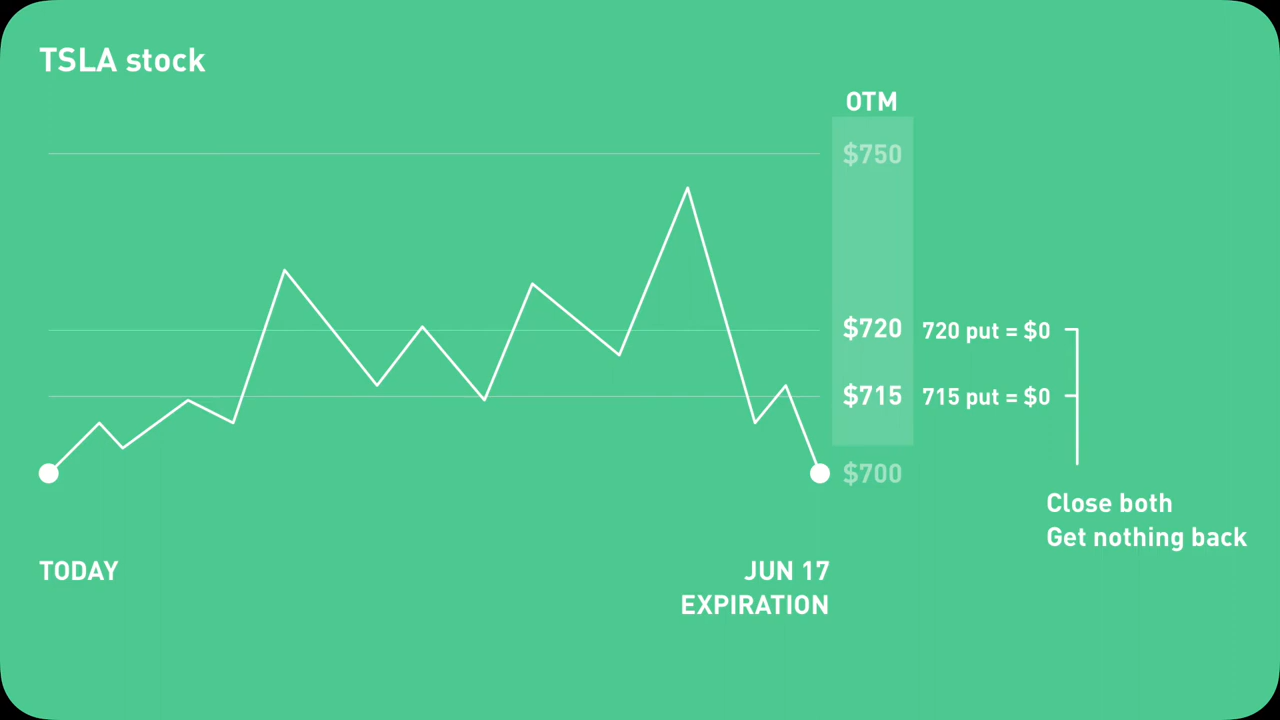 TSLA stock
OTM
$750
$720 720 put = $0
$715 715 put = $0
$700
Close both
Get nothing back
TODAY
JUN 17
EXPIRATION